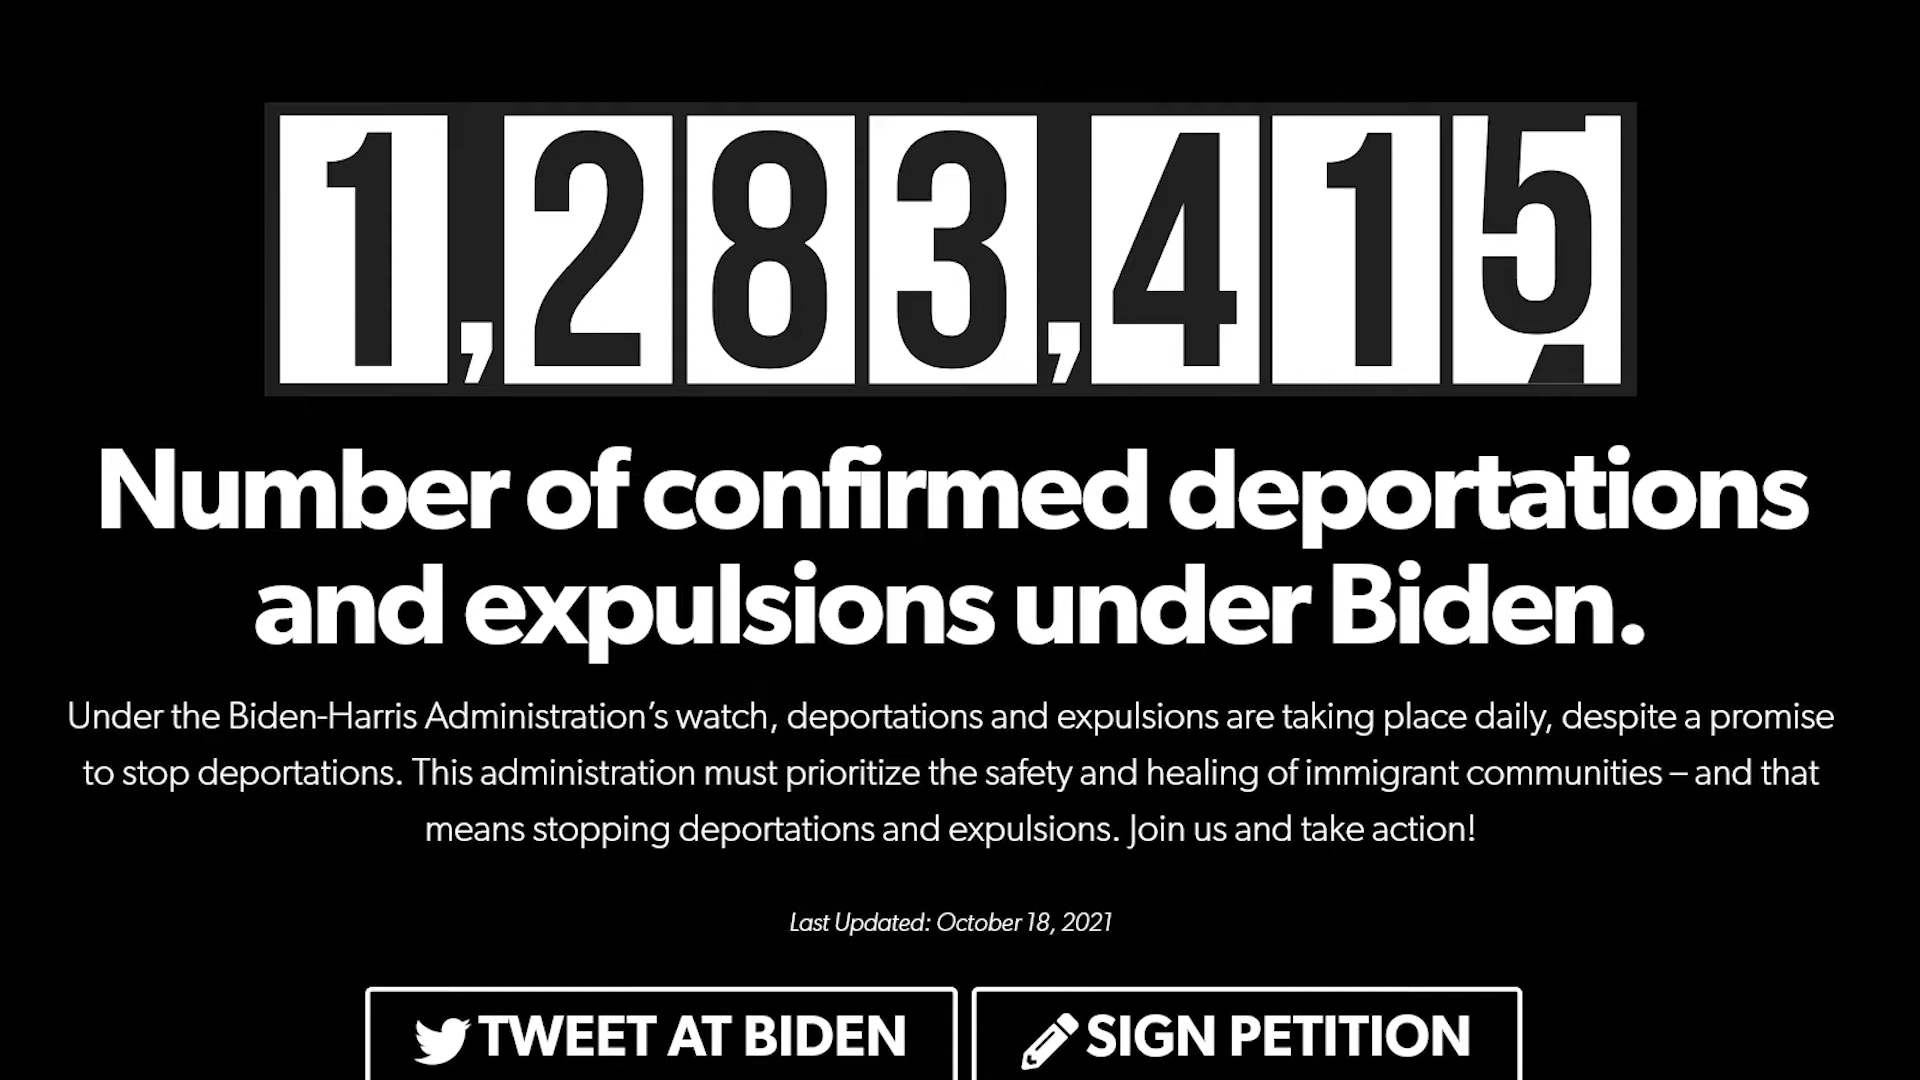 1,283,415
Number of confirmed deportations
and expulsions under Biden.
Under the Biden-Harris Administration’s watch, deportations and expulsions are taking place daily, despite a promise
to stop deportations. This administration must prioritize the safety and healing of immigrant communities – and that
means stopping deportations and expulsions. Join us and take action!
Last Updated: October 18, 2021
TWEET AT BIDEN
SIGN PETITION